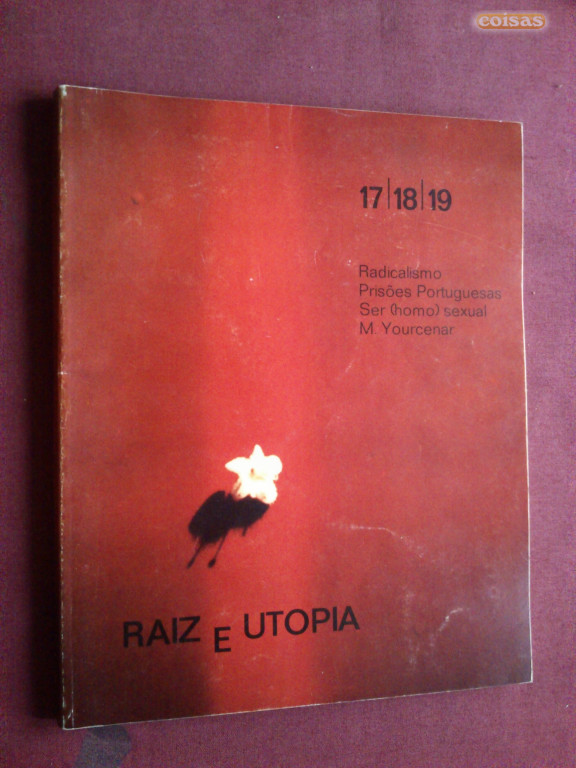 coisas
17|18|19
Radicalismo
Prisões Portuguesas
Ser (homo) sexual
M. Yourcenar
RAIZ E UTOPIA